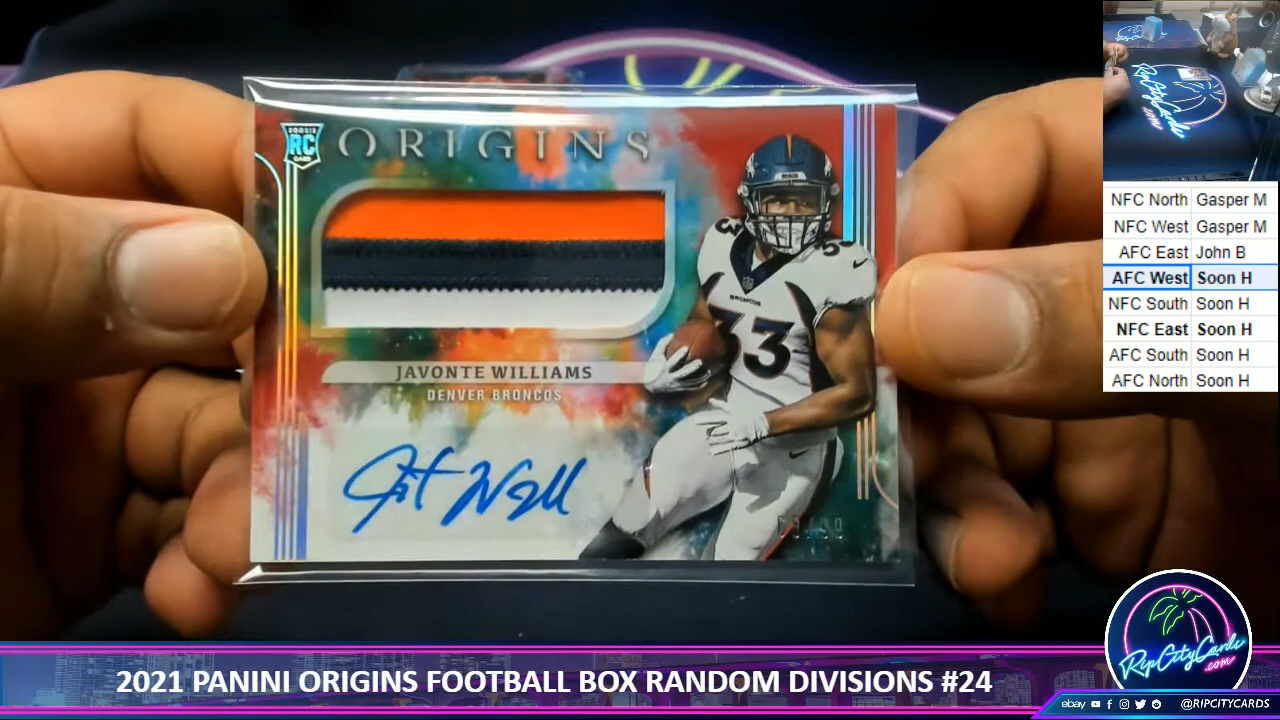 ROOKIE
RC
CARD
ORIGINS
JAVONTE WILLIAMS
DENVER BRONCOS
BRONCOS
33
NFC North Gasper M
NFC West Gasper M
AFC East John B
AFC West Soon H
NFC South Soon H
NFC East Soon H
AFC South Soon H
AFC North Soon H
RipCityCards
.com
2021 PANINI ORIGINS FOOTBALL BOX RANDOM DIVISIONS #24
ebay @RIPCITYCARDS